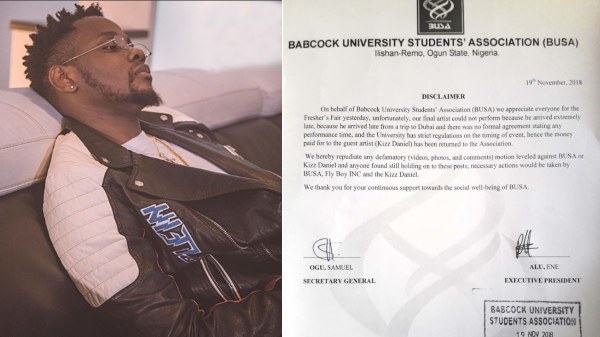 BUSA
BABCOCK UNIVERSITY STUDENTS' ASSOCIATION (BUSA)
Ilishan-Remo, Ogun State, Nigeria.
19th November, 2018
DISCLAIMER
On behalf of Babcock University Students' Association (BUSA) we appreciate everyone for the
Fresher's Fair yesterday, unfortunately, our final artist could not perform because he arrived extremely
late, because he arrived late from a trip to Dubai and there was no formal agreement stating any
performance time, and the University has strict regulations on the timing of event, hence the money
paid for to the guest artist (Kizz Daniel) has been returned to the Association.
We hereby repudiate any defamatory (videos, photos, and comments) motion leveled against BUSA or
Kizz Daniel and anyone found still holding on to these posts, necessary actions would be taken by
BUSA, Fly Boy INC and the Kizz Daniel.
We thank you for your continuous support towards the social well-being of BUSA.
OGU, SAMUEL
SECRETARY GENERAL
ALU, ENE
EXECUTIVE PRESIDENT
BABCOCK UNIVERSITY
STUDENTS ASSOCIATION
19 NOV 2018